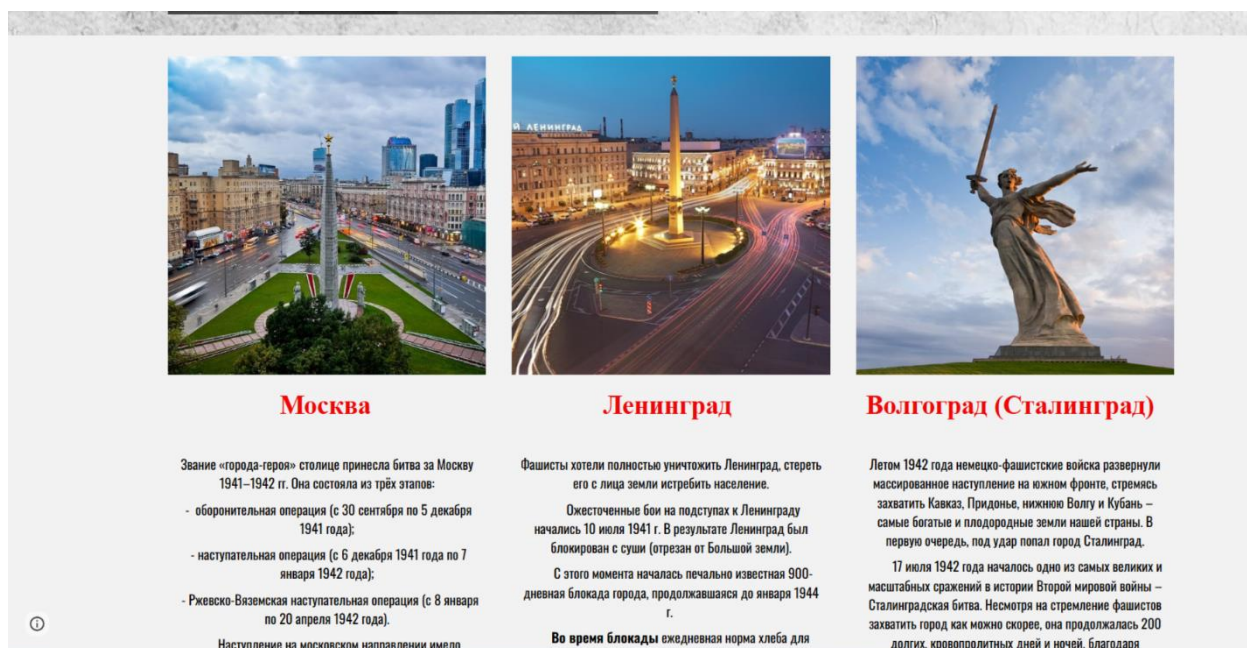 Й ЛЕНИНГРАД
Москва
Звание «города-героя» столице принесла битва за Москву
1941–1942 гг. Она состояла из трёх этапов:
- оборонительная операция (с 30 сентября по 5 декабря
1941 года);
- наступательная операция (с 6 декабря 1941 года по 7
января 1942 года);
- Ржевско-Вяземская наступательная операция (с 8 января
по 20 апреля 1942 года).
Наступление на московском направлении имело
Ленинград
Фашисты хотели полностью уничтожить Ленинград, стереть
его с лица земли истребить население.
Ожесточенные бои на подступах к Ленинграду
начались 10 июля 1941 г. В результате Ленинград был
блокирован с суши (отрезан от Большой земли).
С этого момента началась печально известная 900-
дневная блокада города, продолжавшаяся до января 1944
г.
Во время блокады ежедневная норма хлеба для
Волгоград (Сталинград)
Летом 1942 года немецко-фашистские войска развернули
массированное наступление на южном фронте, стремясь
захватить Кавказ, Придонье, нижнюю Волгу и Кубань –
самые богатые и плодородные земли нашей страны. В
первую очередь, под удар попал город Сталинград.
17 июля 1942 года началось одно из самых великих и
масштабных сражений в истории Второй мировой войны –
Сталинградская битва. Несмотря на стремление фашистов
захватить город как можно скорее, она продолжалась 200
долгих, кровопролитных дней и ночей, благодаря